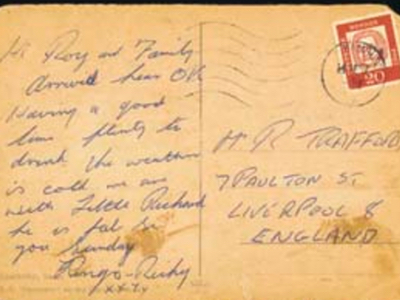 Hi Roy and Family
Arrived hear OK
Having a good
time plenty to
drink the weather
is cold we are
with Little Richard
he is fab See
you Sunday
Ringo-Richy
xxxx
H R TRAFFORD
7 PAULTON ST
LIVERPOOL 8
ENGLAND
20